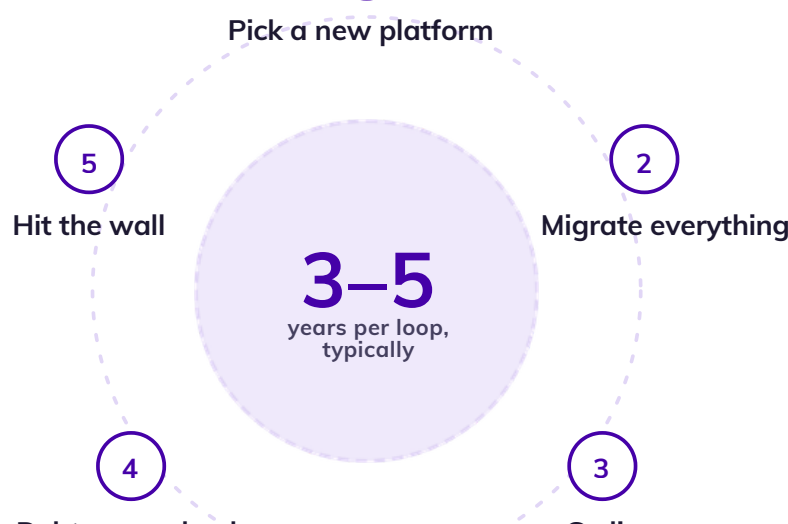 Pick a new platform
5
2
Hit the wall
Migrate everything
3–5
years per loop,
typically
4
3